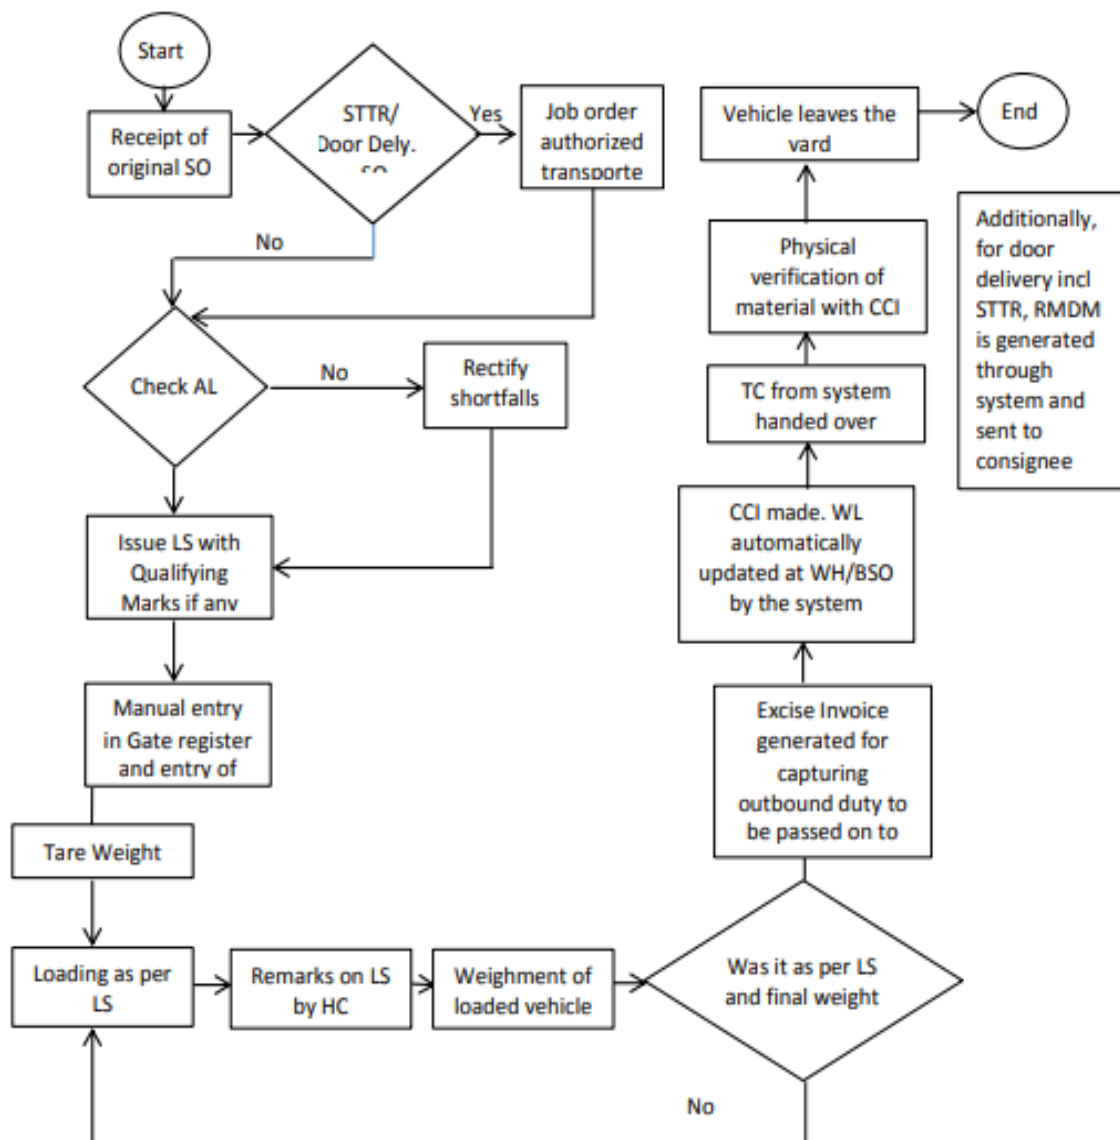 Start
Receipt of
original SO
STTR/
Door Dely.
Yes
Job order
authorized
transporte
No
Check AL
No
Rectify
shortfalls
Issue LS with
Qualifying
Marks if any
Manual entry
in Gate register
and entry of
Tare Weight
Loading as per
LS
Remarks on LS
by HC
Weighment of
loaded vehicle
Was it as per LS
and final weight
No
Excise Invoice
generated for
capturing
outbound duty to
be passed on to
CCI made. WL
automatically
updated at WH/BSO
by the system
TC from system
handed over
Physical
verification of
material with CCI
Vehicle leaves the
yard
End
Additionally,
for door
delivery incl
STTR, RMDM
is generated
through
system and
sent to
consignee